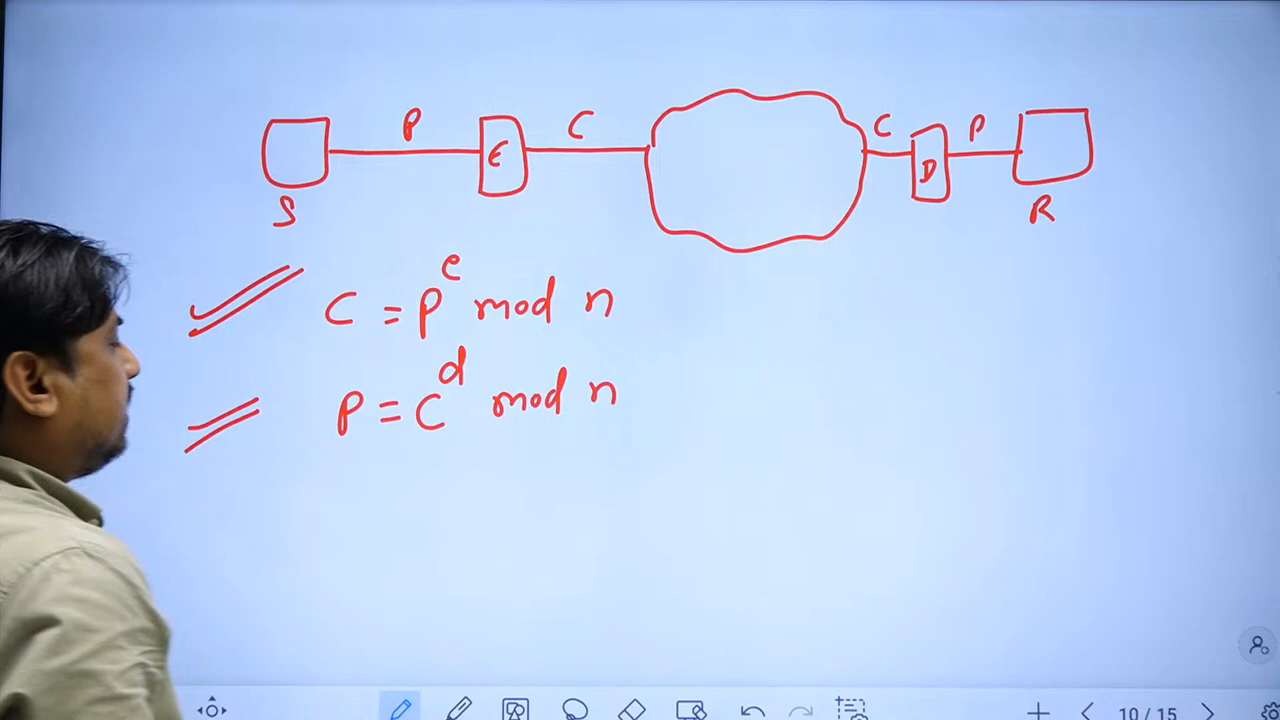 P C C P
E D
S R
C = P^e mod n
P = C^d mod n
10/15